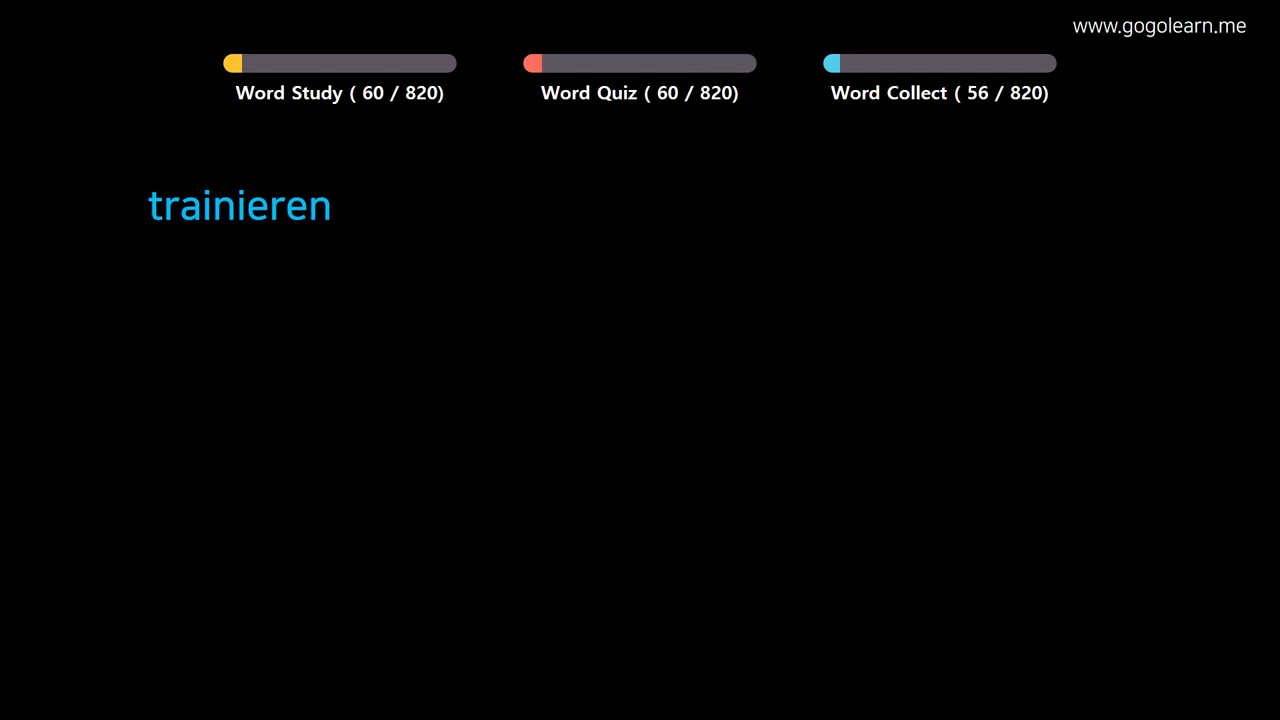 www.gogolearn.me
Word Study ( 60 / 820)
Word Quiz ( 60 / 820)
Word Collect ( 56 / 820)
trainieren